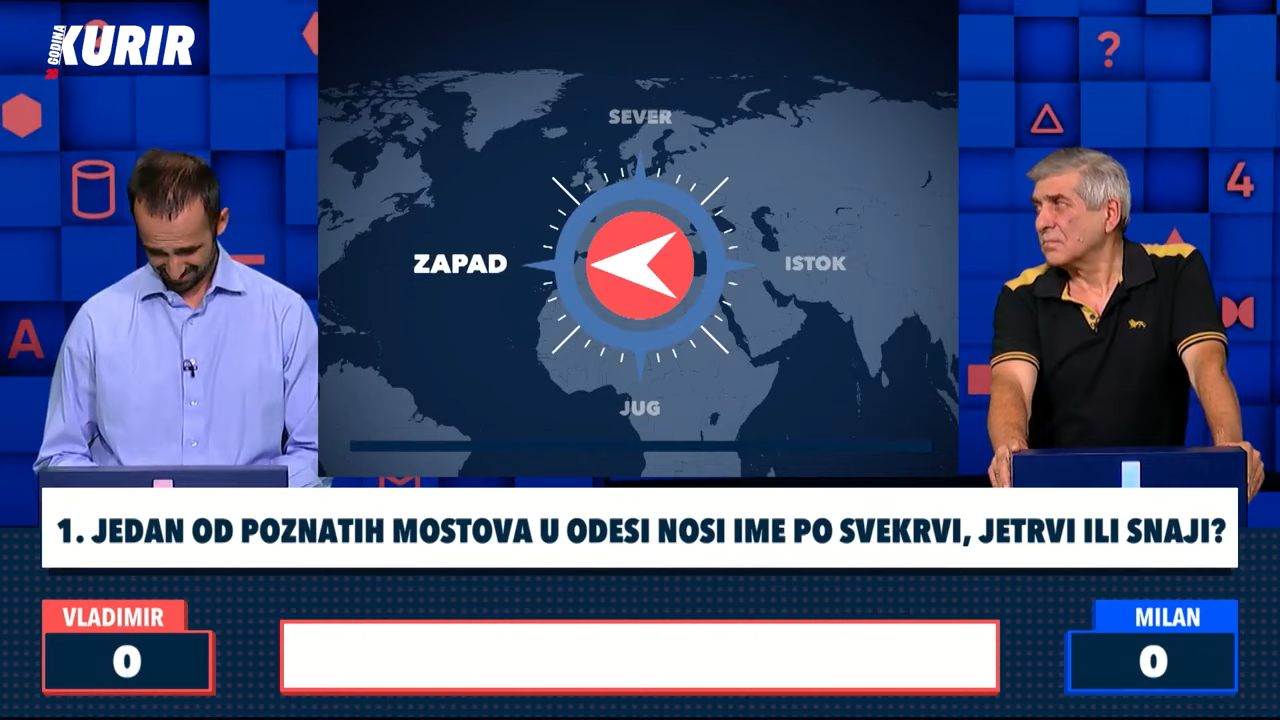 20 GODINA
KURIR
?
4
A
SEVER
ZAPAD
ISTOK
JUG
1. JEDAN OD POZNATIH MOSTOVA U ODESI NOSI IME PO SVEKRVI, JETRVI ILI SNAJI?
VLADIMIR
0
MILAN
0